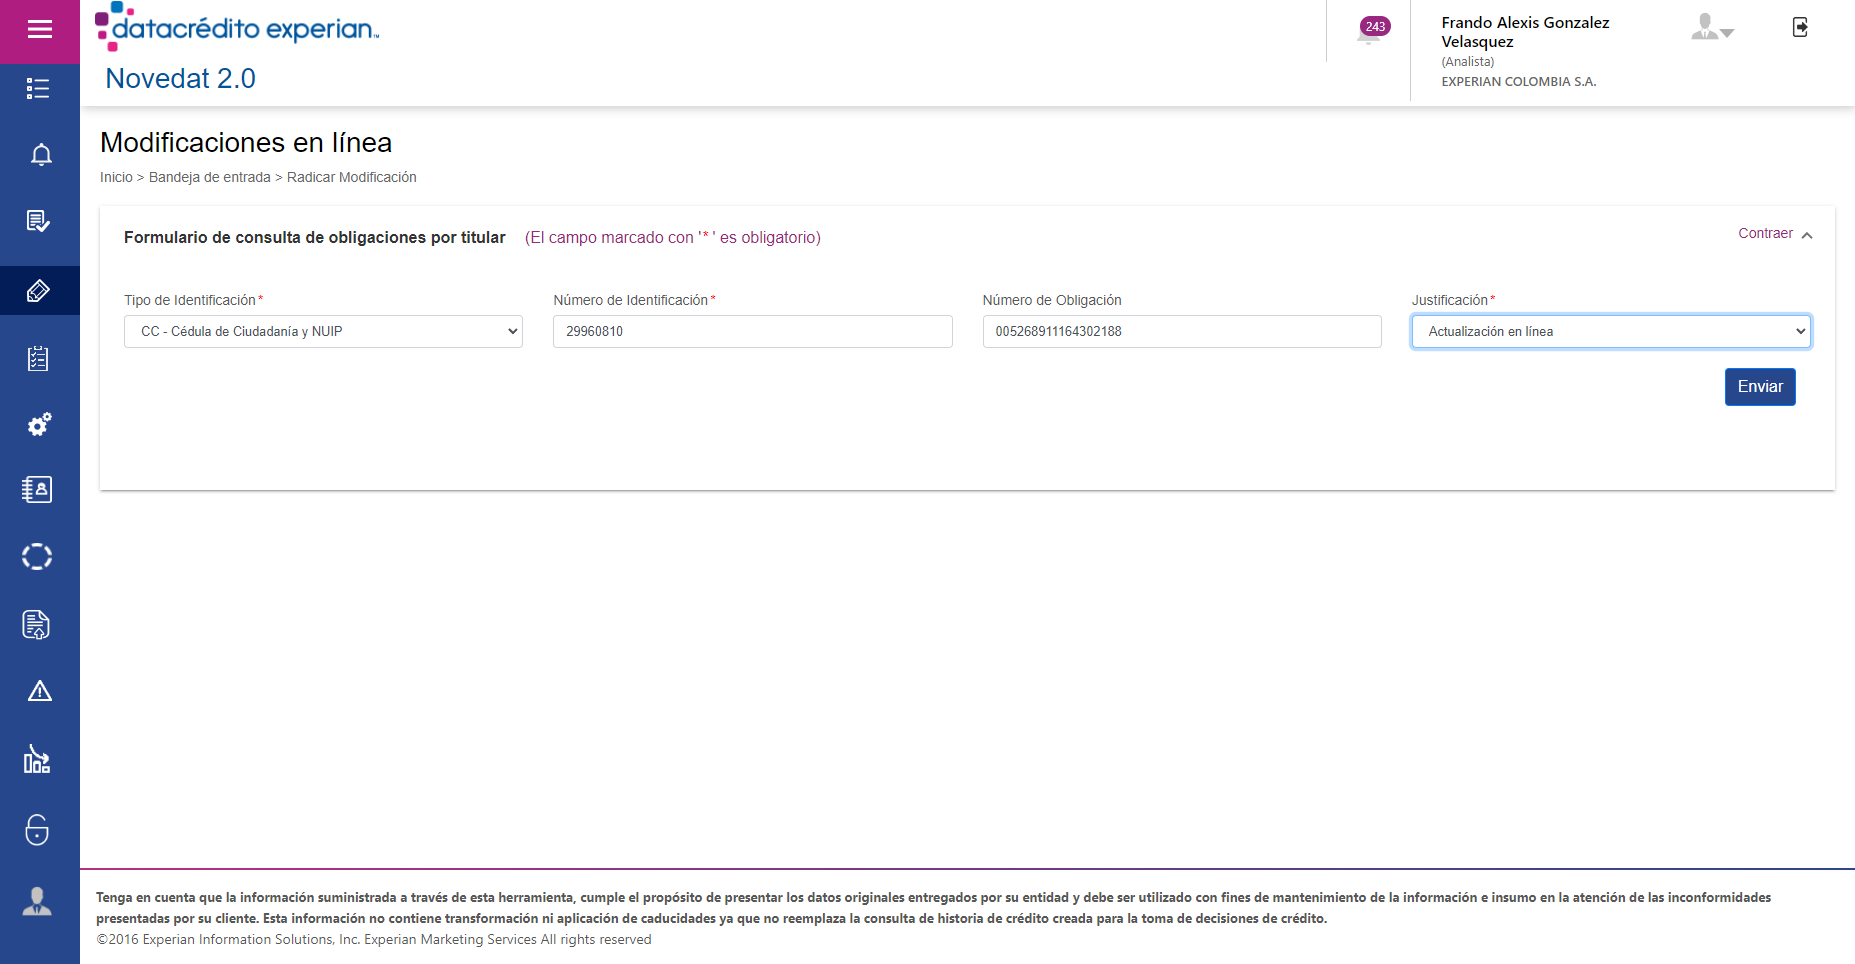 datacrédito experian™
Novedat 2.0
243
Frando Alexis Gonzalez
Velasquez
(Analista)
EXPERIAN COLOMBIA S.A.
Modificaciones en línea
Inicio > Bandeja de entrada > Radicar Modificación
Formulario de consulta de obligaciones por titular (El campo marcado con '*' es obligatorio)
Contraer
Tipo de Identificación*
CC - Cédula de Ciudadanía y NUIP
Número de Identificación*
29960810
Número de Obligación
005268911164302188
Justificación*
Actualización en línea
Enviar
Tenga en cuenta que la información suministrada a través de esta herramienta, cumple el propósito de presentar los datos originales entregados por su entidad y debe ser utilizado con fines de mantenimiento de la información e insumo en la atención de las inconformidades
presentadas por su cliente. Esta información no contiene transformación ni aplicación de caducidades ya que no reemplaza la consulta de historia de crédito creada para la toma de decisiones de crédito.
©2016 Experian Information Solutions, Inc. Experian Marketing Services All rights reserved